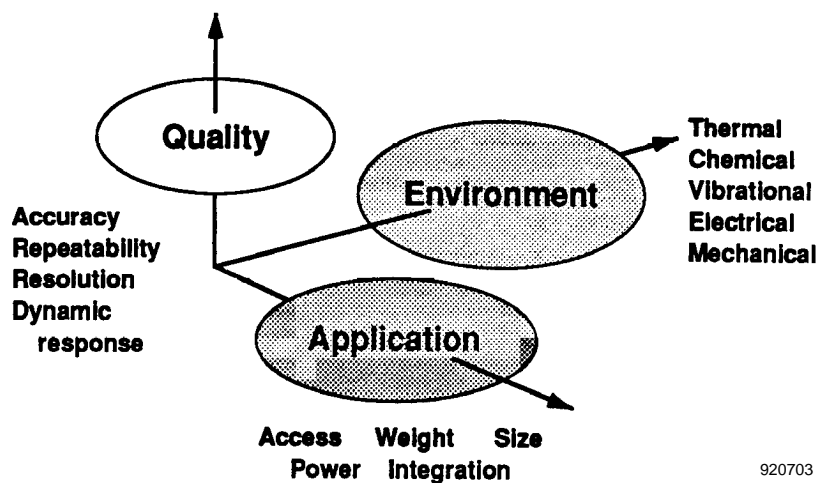 Quality
Accuracy
Repeatability
Resolution
Dynamic
response
Environment
Thermal
Chemical
Vibrational
Electrical
Mechanical
Application
Access Weight Size
Power Integration
920703